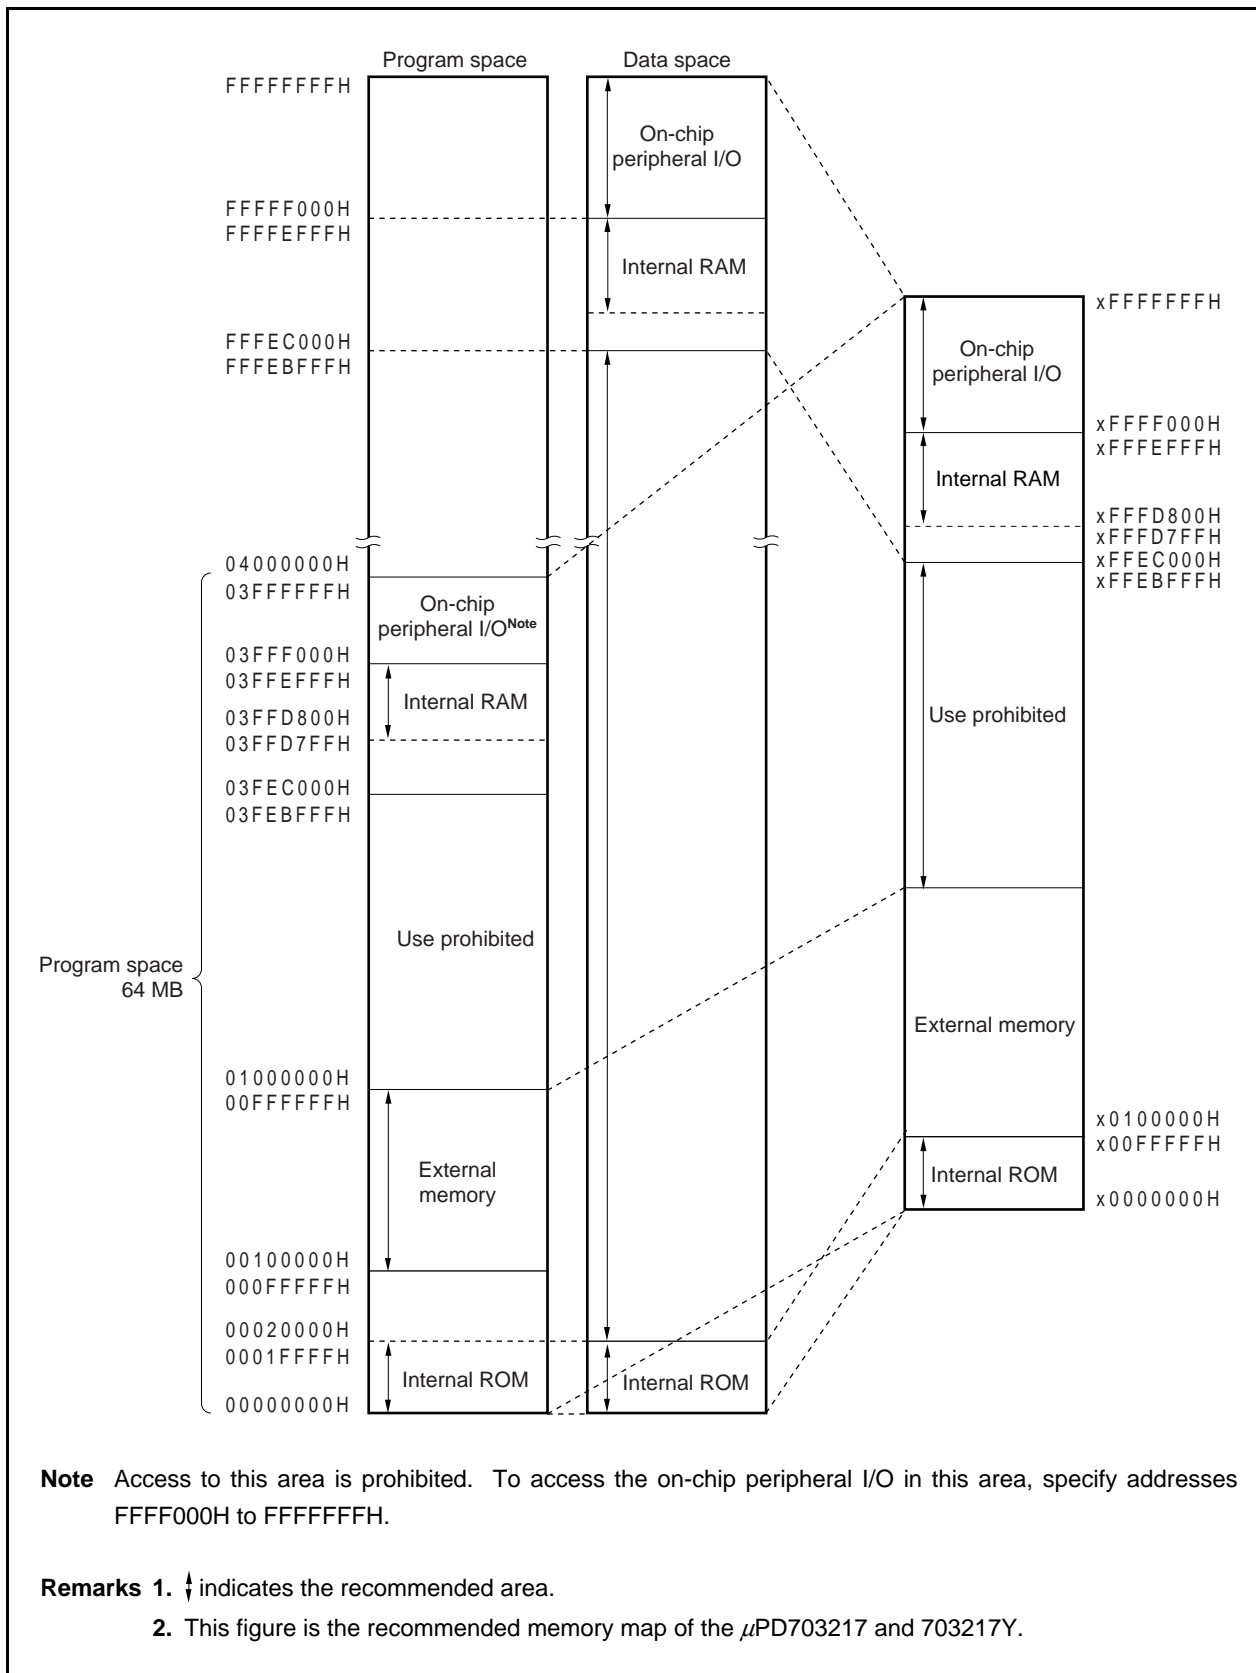 Program space
Data space
FFFFFFFFH
On-chip
peripheral I/O
FFFFF000H
FFFFEFFFH
Internal RAM
FFFEC000H
FFFEBFFFH
04000000H
03FFFFFFH
On-chip
peripheral I/ONote
03FFF000H
03FFEFFFH
Internal RAM
03FFD800H
03FFD7FFH
03FEC000H
03FEBFFFH
Use prohibited
Program space
64 MB
01000000H
00FFFFFFH
External
memory
00100000H
000FFFFFH
00020000H
0001FFFFH
Internal ROM
Internal ROM
00000000H
xFFFFFFFH
On-chip
peripheral I/O
xFFFF000H
xFFFEFFFH
Internal RAM
xFFFD800H
xFFFD7FFH
xFFEC000H
xFFEBFFFH
Use prohibited
External memory
x0100000H
x00FFFFFH
Internal ROM
x0000000H
Note Access to this area is prohibited. To access the on-chip peripheral I/O in this area, specify addresses
FFFF000H to FFFFFFFH.
Remarks 1. indicates the recommended area.
2. This figure is the recommended memory map of the μPD703217 and 703217Y.